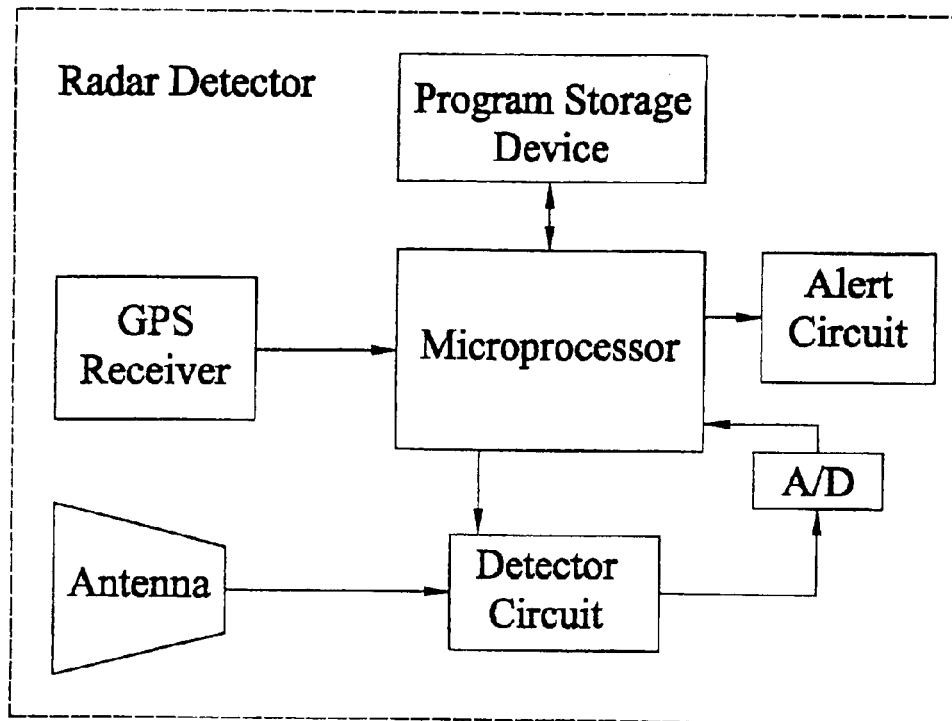 Radar Detector
Program Storage
Device
GPS
Receiver
Microprocessor
Alert
Circuit
A/D
Antenna
Detector
Circuit